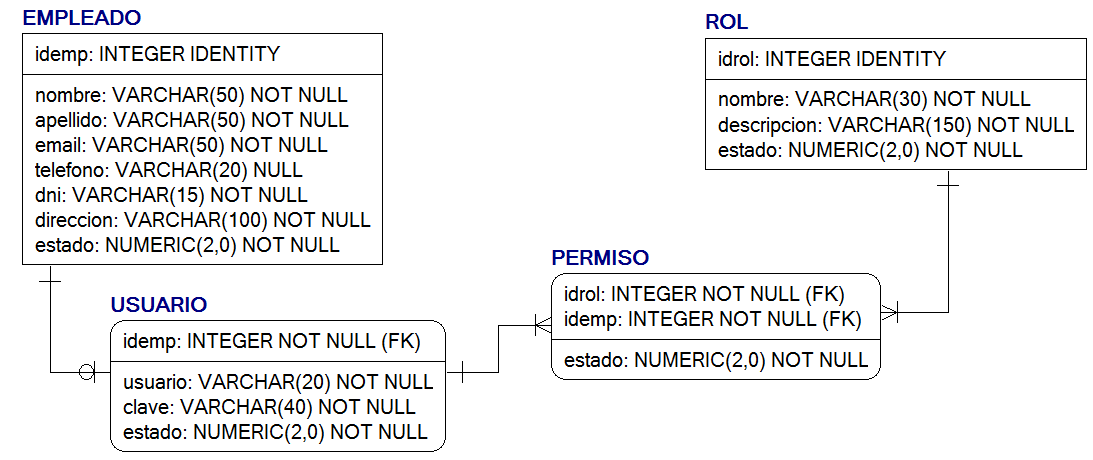 EMPLEADO
idemp: INTEGER IDENTITY
nombre: VARCHAR(50) NOT NULL
apellido: VARCHAR(50) NOT NULL
email: VARCHAR(50) NOT NULL
telefono: VARCHAR(20) NULL
dni: VARCHAR(15) NOT NULL
direccion: VARCHAR(100) NOT NULL
estado: NUMERIC(2,0) NOT NULL
ROL
idrol: INTEGER IDENTITY
nombre: VARCHAR(30) NOT NULL
descripcion: VARCHAR(150) NOT NULL
estado: NUMERIC(2,0) NOT NULL
USUARIO
idemp: INTEGER NOT NULL (FK)
usuario: VARCHAR(20) NOT NULL
clave: VARCHAR(40) NOT NULL
estado: NUMERIC(2,0) NOT NULL
PERMISO
idrol: INTEGER NOT NULL (FK)
idemp: INTEGER NOT NULL (FK)
estado: NUMERIC(2,0) NOT NULL